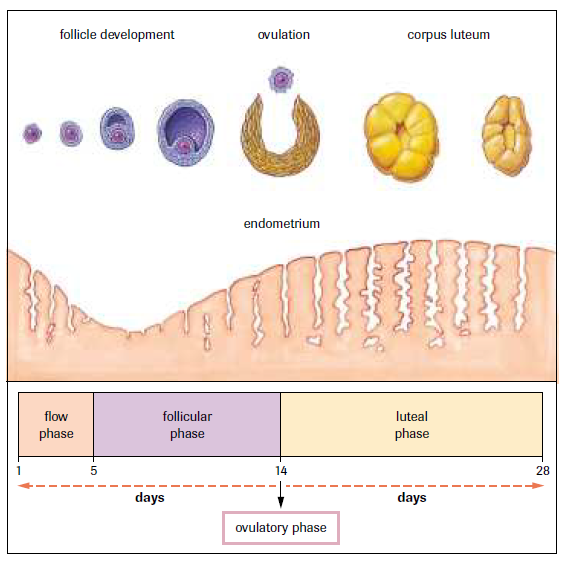 follicle development
ovulation
corpus luteum
endometrium
flow
phase
follicular
phase
luteal
phase
1
5
14
28
days
days
ovulatory phase